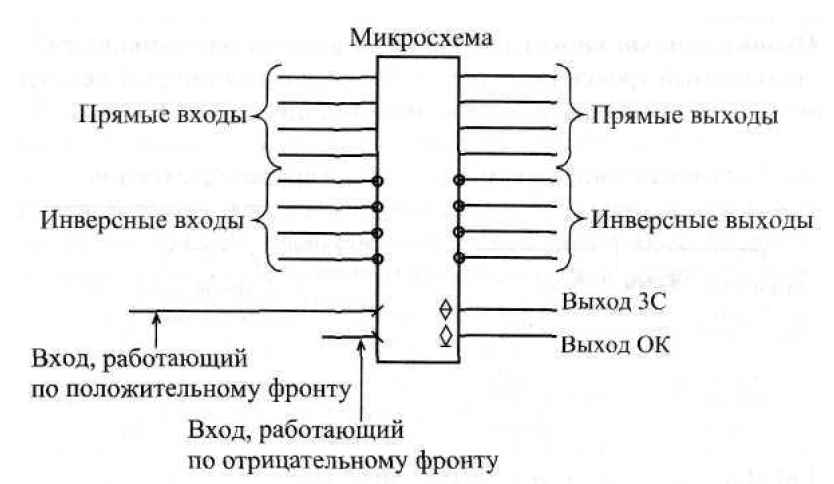 Микросхема
Прямые входы
Прямые выходы
Инверсные входы
Инверсные выходы
Выход 3С
Выход ОК
Вход, работающий
по положительному фронту
Вход, работающий
по отрицательному фронту